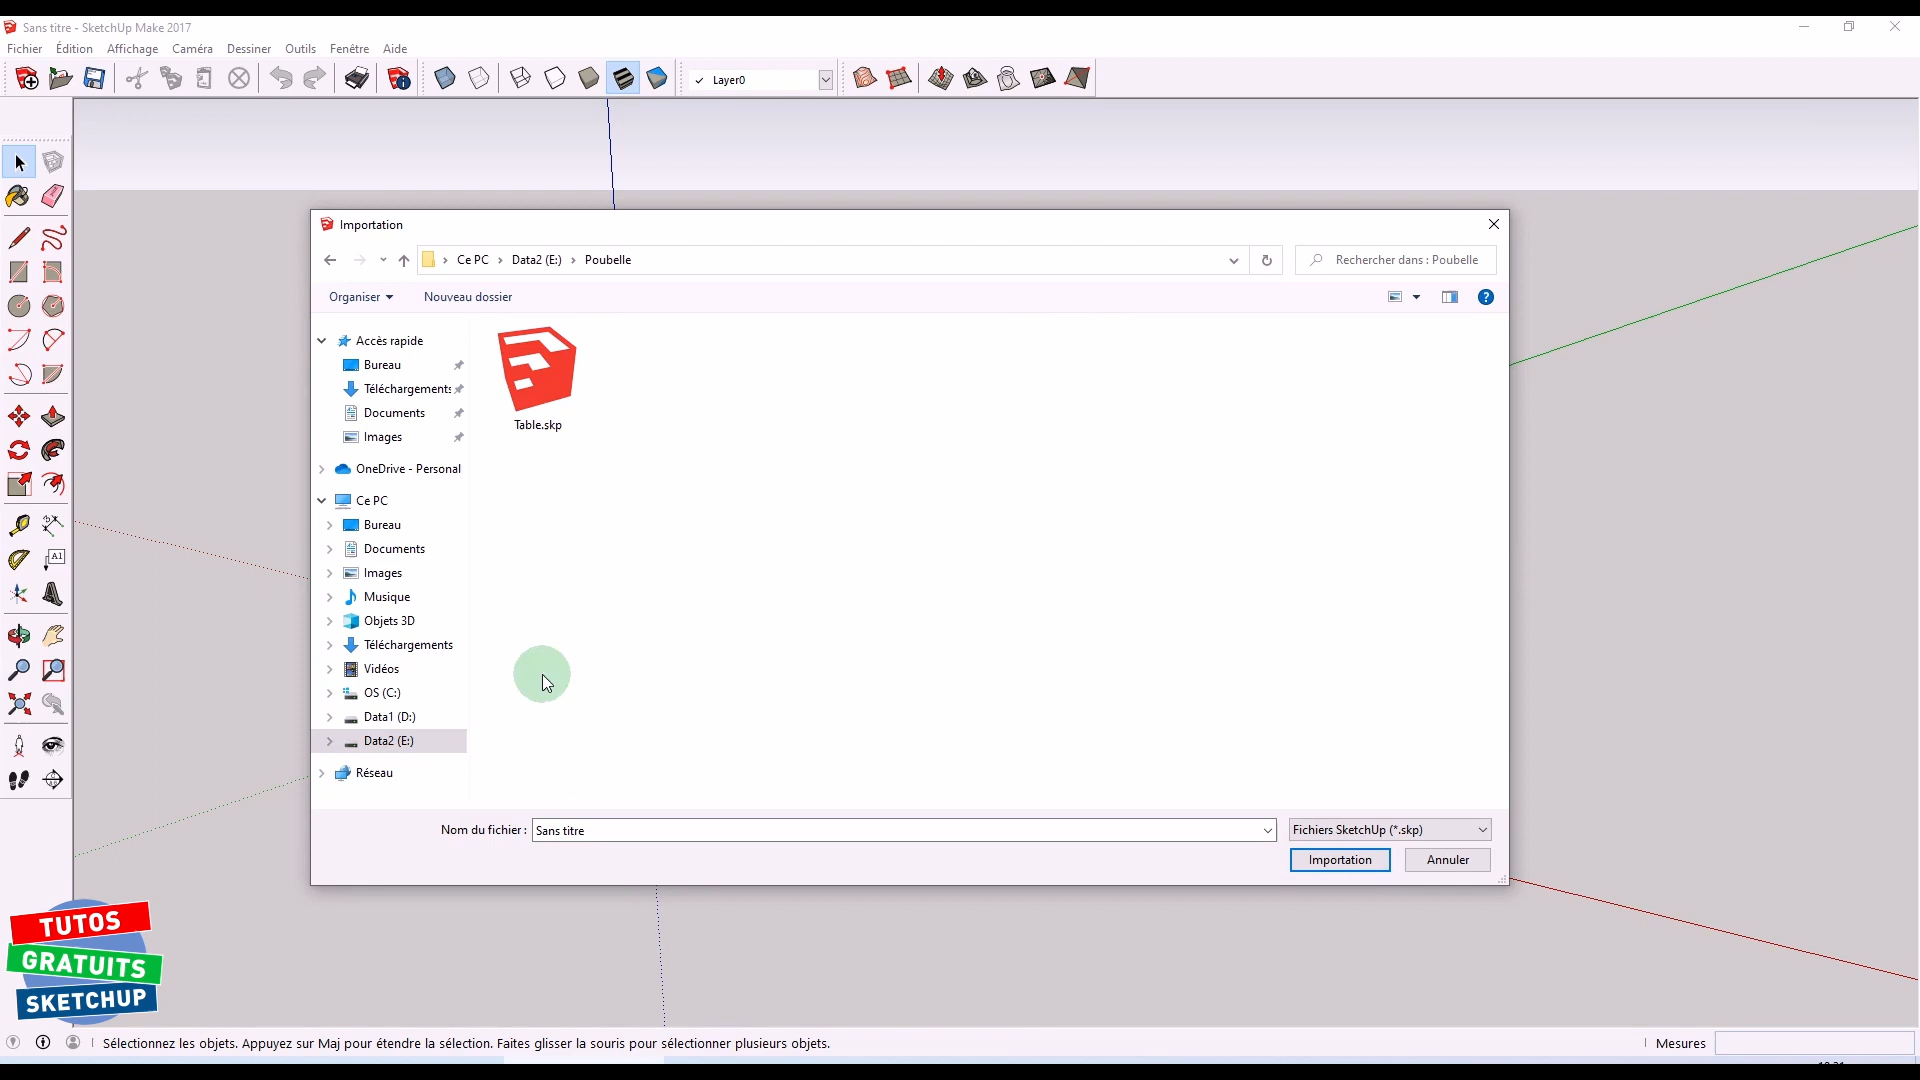 Sans titre - SketchUp Make 2017
Fichier Édition Affichage Caméra Dessiner Outils Fenêtre Aide
Layer0
Importation
Ce PC > Data2 (E:) > Poubelle
Rechercher dans : Poubelle
Organiser
Nouveau dossier
Accès rapide
Bureau
Téléchargements
Documents
Images
OneDrive - Personal
Ce PC
Bureau
Documents
Images
Musique
Objets 3D
Téléchargements
Vidéos
OS (C:)
Data1 (D:)
Data2 (E:)
Réseau
Table.skp
Nom du fichier :
Sans titre
Fichiers SketchUp (*.skp)
Importation
Annuler
A1
TUTOS
GRATUITS
SKETCHUP
Sélectionnez les objets. Appuyez sur Maj pour étendre la sélection. Faites glisser la souris pour sélectionner plusieurs objets.
Mesures